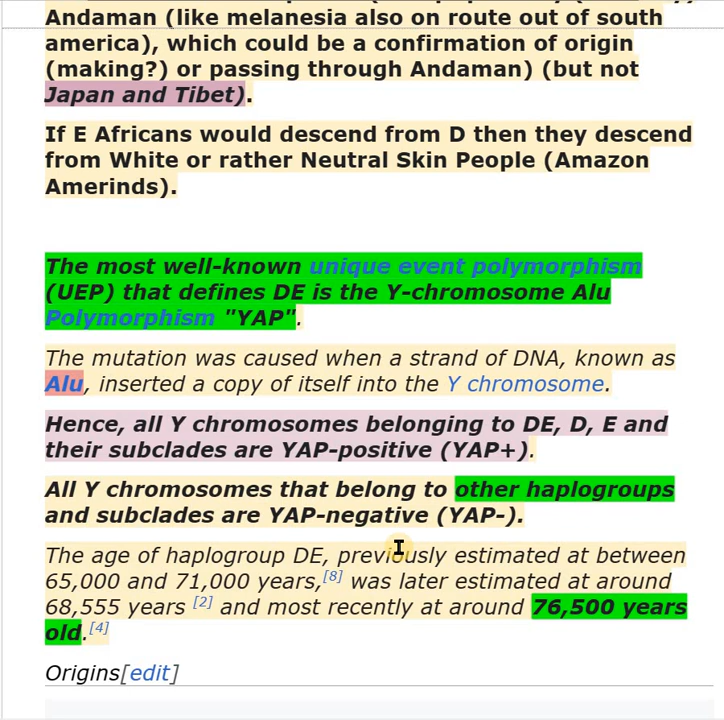 Andaman (like melanesia also on route out of south
america), which could be a confirmation of origin
(making?) or passing through Andaman) (but not
Japan and Tibet).
If E Africans would descend from D then they descend
from White or rather Neutral Skin People (Amazon
Amerinds).
The most well-known unique event polymorphism
(UEP) that defines DE is the Y-chromosome Alu
Polymorphism "YAP".
The mutation was caused when a strand of DNA, known as
Alu, inserted a copy of itself into the Y chromosome.
Hence, all Y chromosomes belonging to DE, D, E and
their subclades are YAP-positive (YAP+).
All Y chromosomes that belong to other haplogroups
and subclades are YAP-negative (YAP-).
The age of haplogroup DE, previously estimated at between
65,000 and 71,000 years,[8] was later estimated at around
68,555 years [2] and most recently at around 76,500 years
old.[4]
Origins[edit]